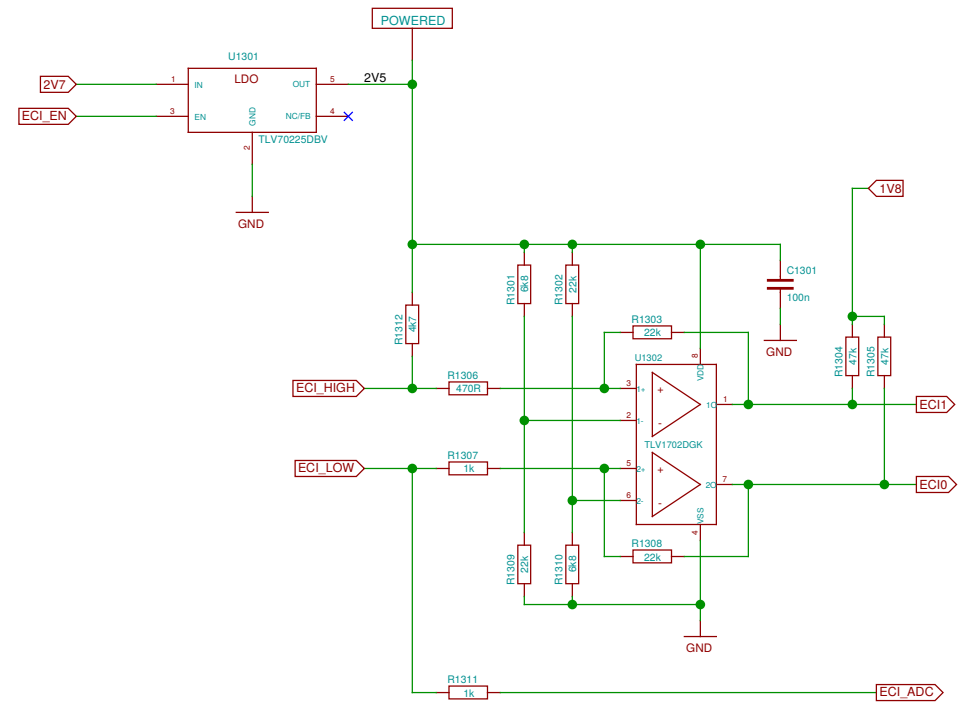 POWERED
U1301
LDO
2V7
1
IN
OUT
5
2V5
ECI_EN
3
EN
GND
NC/FB
4
2
TLV70225DBV
GND
1V8
R1301
6k8
R1302
22k
C1301
100n
GND
R1312
4k7
R1303
22k
R1304
47k
R1305
47k
U1302
8
VDD
ECI_HIGH
R1306
470R
3
1+
+
1O
1
ECI1
2
1-
-
TLV1702DGK
ECI_LOW
R1307
1k
5
2+
+
2O
7
ECI0
6
2-
-
VSS
4
R1309
22k
R1310
6k8
R1308
22k
GND
R1311
1k
ECI_ADC